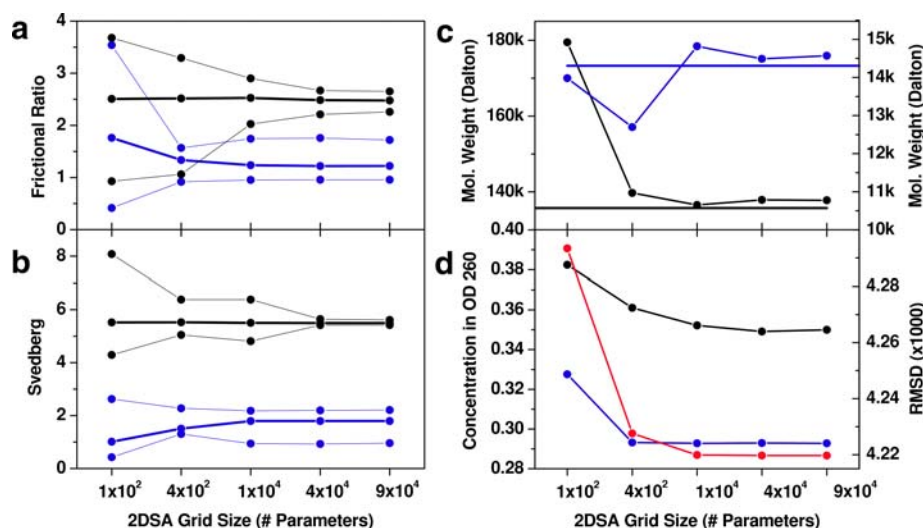 a
4
3
2
1
0
Frictional Ratio
b
8
6
4
2
0
Svedberg
1x10² 4x10² 1x10⁴ 4x10⁴ 9x10⁴
2DSA Grid Size (# Parameters)
c
180k
170k
160k
150k
140k
Mol. Weight (Dalton)
15k
14k
13k
12k
11k
10k
Mol. Weight (Dalton)
d
0.40
0.38
0.36
0.34
0.32
0.30
0.28
Concentration in OD 260
4.28
4.26
4.24
4.22
RMSD (x1000)
1x10² 4x10² 1x10⁴ 4x10⁴ 9x10⁴
2DSA Grid Size (# Parameters)